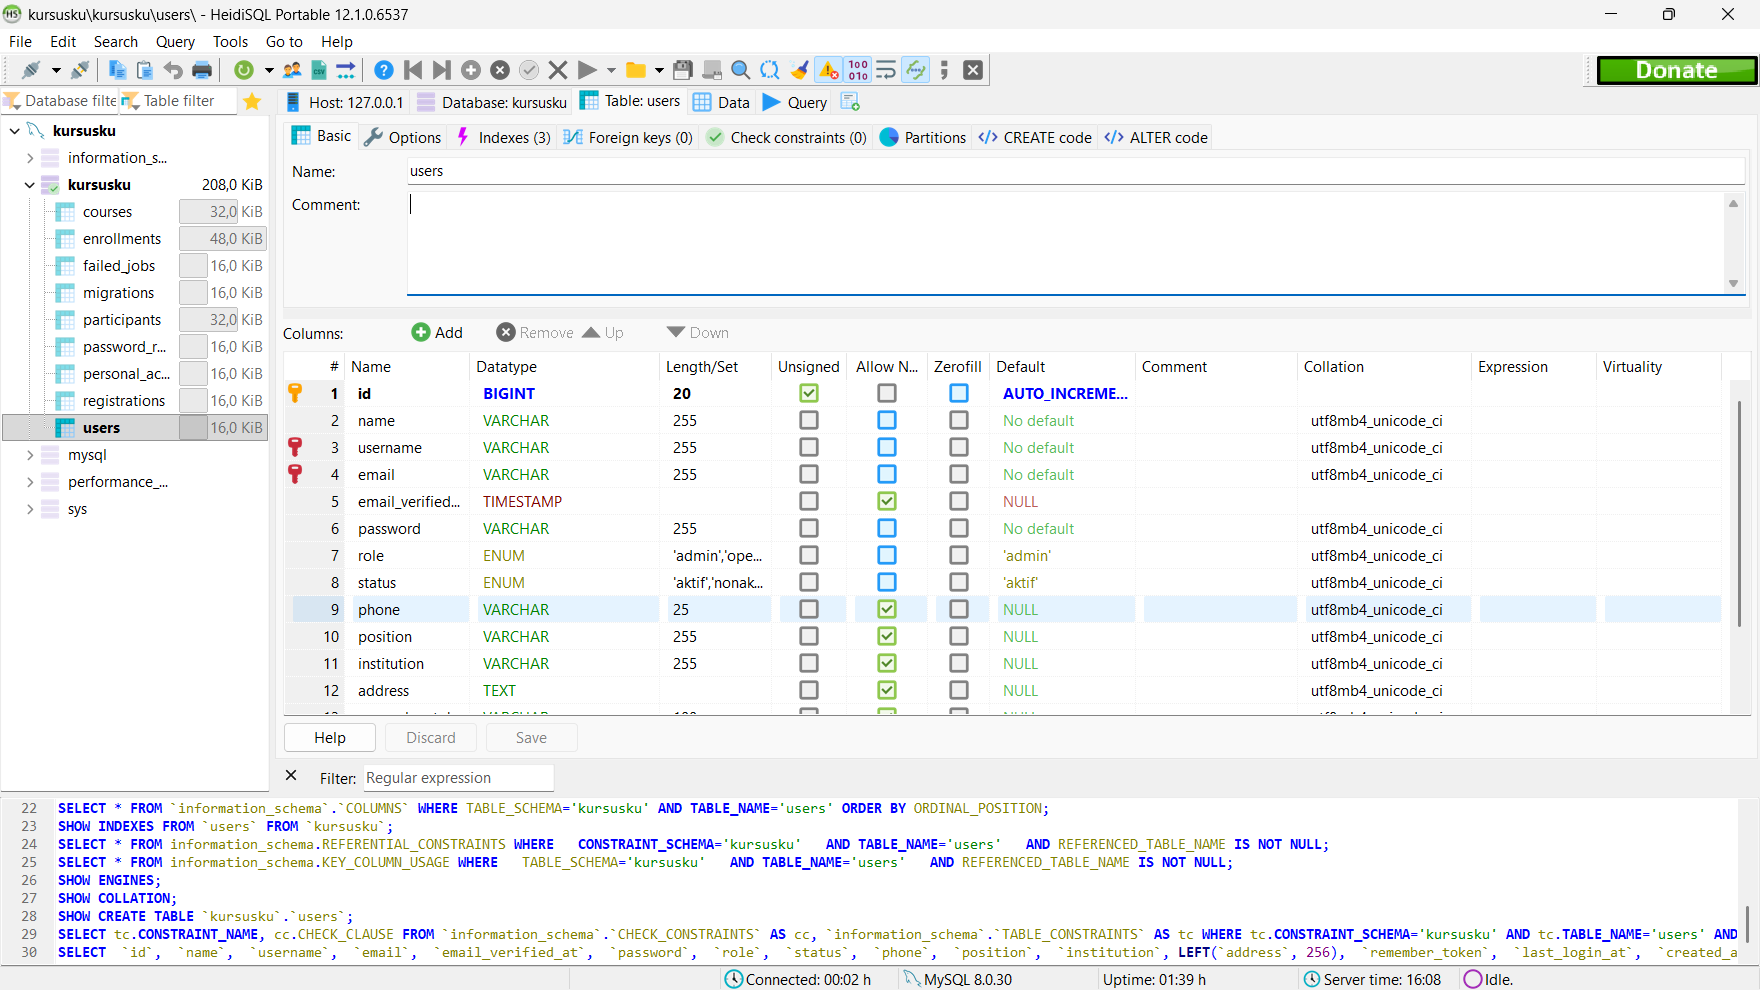 kursusku\kursusku\users\ - HeidiSQL Portable 12.1.0.6537
File Edit Search Query Tools Go to Help
Donate
Database filte Table filter
Host: 127.0.0.1 Database: kursusku Table: users Data Query
kursusku
information_s...
kursusku 208,0 KiB
courses 32,0 KiB
enrollments 48,0 KiB
failed_jobs 16,0 KiB
migrations 16,0 KiB
participants 32,0 KiB
password_r... 16,0 KiB
personal_ac... 16,0 KiB
registrations 16,0 KiB
users 16,0 KiB
mysql
performance_...
sys
Basic Options Indexes (3) Foreign keys (0) Check constraints (0) Partitions CREATE code ALTER code
Name: users
Comment:
Columns: Add Remove Up Down
# Name Datatype Length/Set Unsigned Allow N... Zerofill Default Comment Collation Expression Virtuality
1 id BIGINT 20 AUTO_INCREME...
2 name VARCHAR 255 No default utf8mb4_unicode_ci
3 username VARCHAR 255 No default utf8mb4_unicode_ci
4 email VARCHAR 255 No default utf8mb4_unicode_ci
5 email_verified... TIMESTAMP NULL
6 password VARCHAR 255 No default utf8mb4_unicode_ci
7 role ENUM 'admin','ope... 'admin' utf8mb4_unicode_ci
8 status ENUM 'aktif','nonak... 'aktif' utf8mb4_unicode_ci
9 phone VARCHAR 25 NULL utf8mb4_unicode_ci
10 position VARCHAR 255 NULL utf8mb4_unicode_ci
11 institution VARCHAR 255 NULL utf8mb4_unicode_ci
12 address TEXT NULL utf8mb4_unicode_ci
Help Discard Save
Filter: Regular expression
22 SELECT * FROM `information_schema`.`COLUMNS` WHERE TABLE_SCHEMA='kursusku' AND TABLE_NAME='users' ORDER BY ORDINAL_POSITION;
23 SHOW INDEXES FROM `users` FROM `kursusku`;
24 SELECT * FROM information_schema.REFERENTIAL_CONSTRAINTS WHERE CONSTRAINT_SCHEMA='kursusku' AND TABLE_NAME='users' AND REFERENCED_TABLE_NAME IS NOT NULL;
25 SELECT * FROM information_schema.KEY_COLUMN_USAGE WHERE TABLE_SCHEMA='kursusku' AND TABLE_NAME='users' AND REFERENCED_TABLE_NAME IS NOT NULL;
26 SHOW ENGINES;
27 SHOW COLLATION;
28 SHOW CREATE TABLE `kursusku`.`users`;
29 SELECT tc.CONSTRAINT_NAME, cc.CHECK_CLAUSE FROM `information_schema`.`CHECK_CONSTRAINTS` AS cc, `information_schema`.`TABLE_CONSTRAINTS` AS tc WHERE tc.CONSTRAINT_SCHEMA='kursusku' AND tc.TABLE_NAME='users' AND
30 SELECT `id`, `name`, `username`, `email`, `email_verified_at`, `password`, `role`, `status`, `phone`, `position`, `institution`, LEFT(`address`, 256), `remember_token`, `last_login_at`, `created_a
Connected: 00:02 h MySQL 8.0.30 Uptime: 01:39 h Server time: 16:08 Idle.